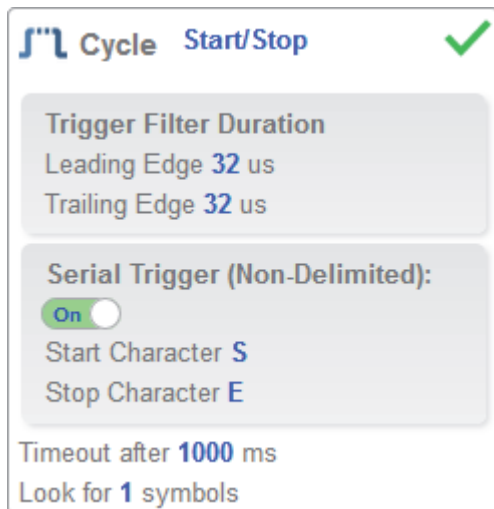 Cycle Start/Stop
Trigger Filter Duration
Leading Edge 32 us
Trailing Edge 32 us
Serial Trigger (Non-Delimited):
On
Start Character S
Stop Character E
Timeout after 1000 ms
Look for 1 symbols